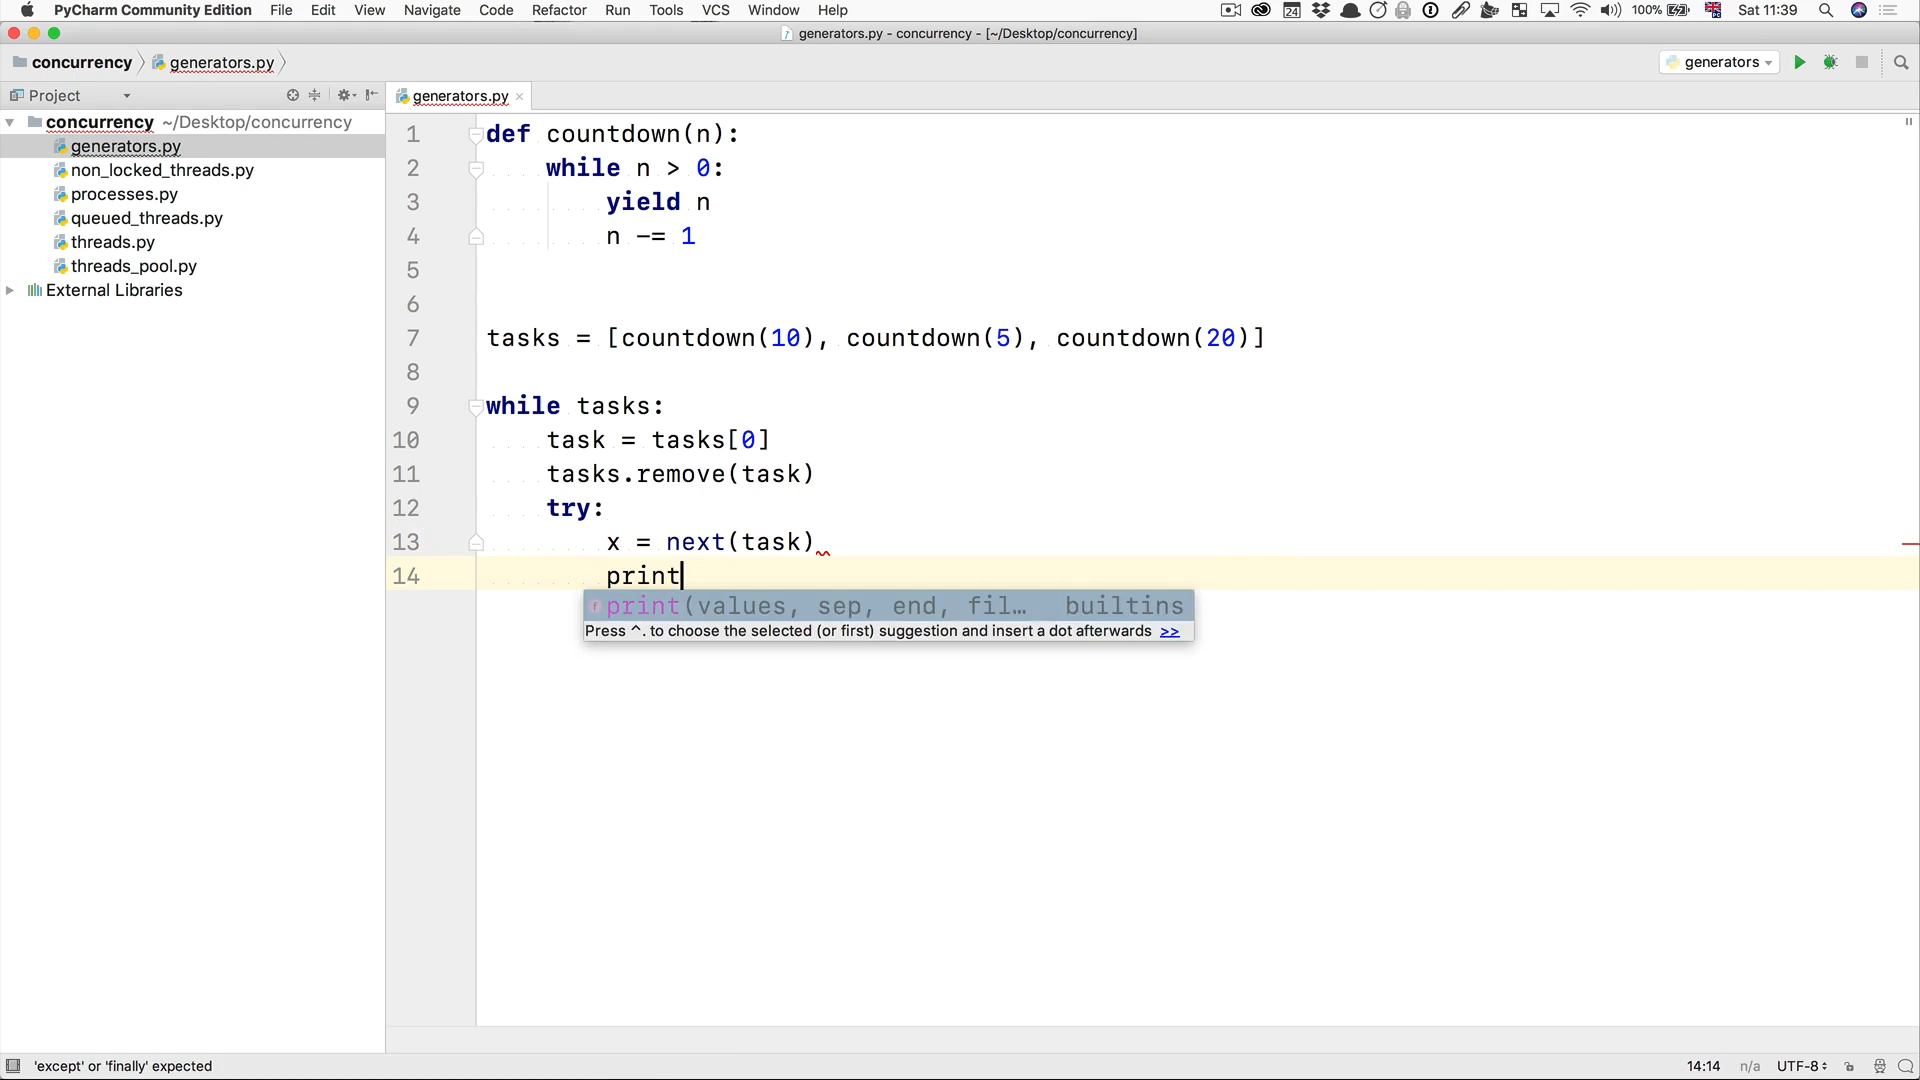 PyCharm Community Edition File Edit View Navigate Code Refactor Run Tools VCS Window Help 24 100% Sat 11:39
generators.py - concurrency - [~/Desktop/concurrency]
concurrency generators.py generators
Project generators.py
concurrency ~/Desktop/concurrency
generators.py
non_locked_threads.py
processes.py
queued_threads.py
threads.py
threads_pool.py
External Libraries
1 def countdown(n):
2 while n > 0:
3 yield n
4 n -= 1
5
6
7 tasks = [countdown(10), countdown(5), countdown(20)]
8
9 while tasks:
10 task = tasks[0]
11 tasks.remove(task)
12 try:
13 x = next(task)
14 print
f print(values, sep, end, fil… builtins
Press ^. to choose the selected (or first) suggestion and insert a dot afterwards >>
'except' or 'finally' expected 14:14 n/a UTF-8